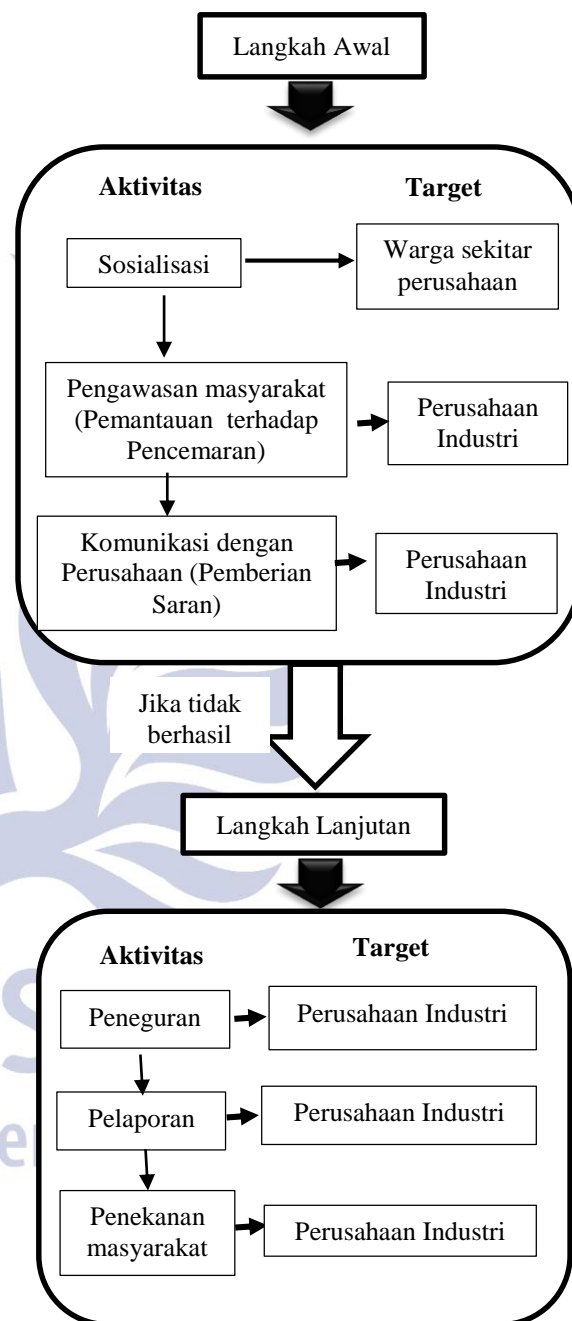 Langkah Awal
Aktivitas Target
Sosialisasi
Warga sekitar
perusahaan
Pengawasan masyarakat
(Pemantauan terhadap
Pencemaran)
Perusahaan
Industri
Komunikasi dengan
Perusahaan (Pemberian
Saran)
Perusahaan
Industri
Jika tidak
berhasil
Langkah Lanjutan
Aktivitas Target
Peneguran
Perusahaan Industri
Pelaporan
Perusahaan Industri
Penekanan
masyarakat
Perusahaan Industri